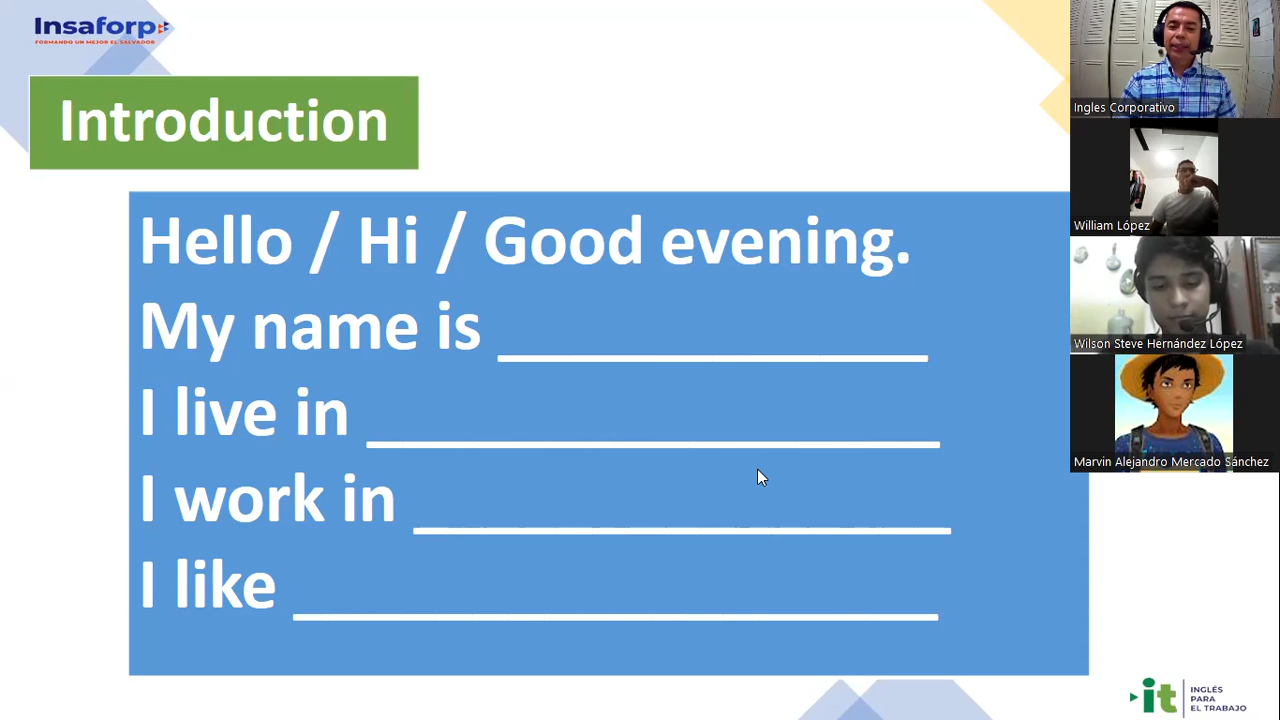 Insaforp
FORMANDO UN MEJOR EL SALVADOR
Introduction
Hello / Hi / Good evening.
My name is _______________
I live in ____________________
I work in ___________________
I like _______________________
Ingles Corporativo
William López
Wilson Steve Hernández López
Marvin Alejandro Mercado Sánchez
it
INGLÉS
PARA
EL TRABAJO